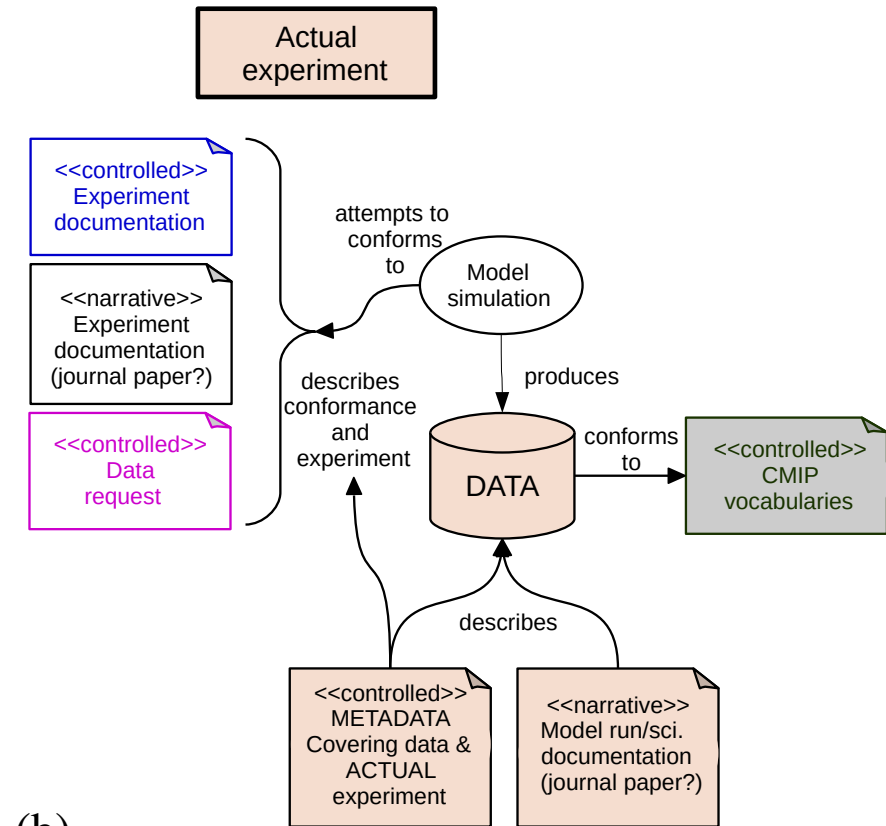 Actual
experiment
<<controlled>>
Experiment
documentation
<<narrative>>
Experiment
documentation
(journal paper?)
<<controlled>>
Data
request
attempts to
conforms
to
Model
simulation
describes
conformance
and
experiment
produces
DATA
conforms
to
<<controlled>>
CMIP
vocabularies
describes
<<controlled>>
METADATA
Covering data &
ACTUAL
experiment
<<narrative>>
Model run/sci.
documentation
(journal paper?)
(b)